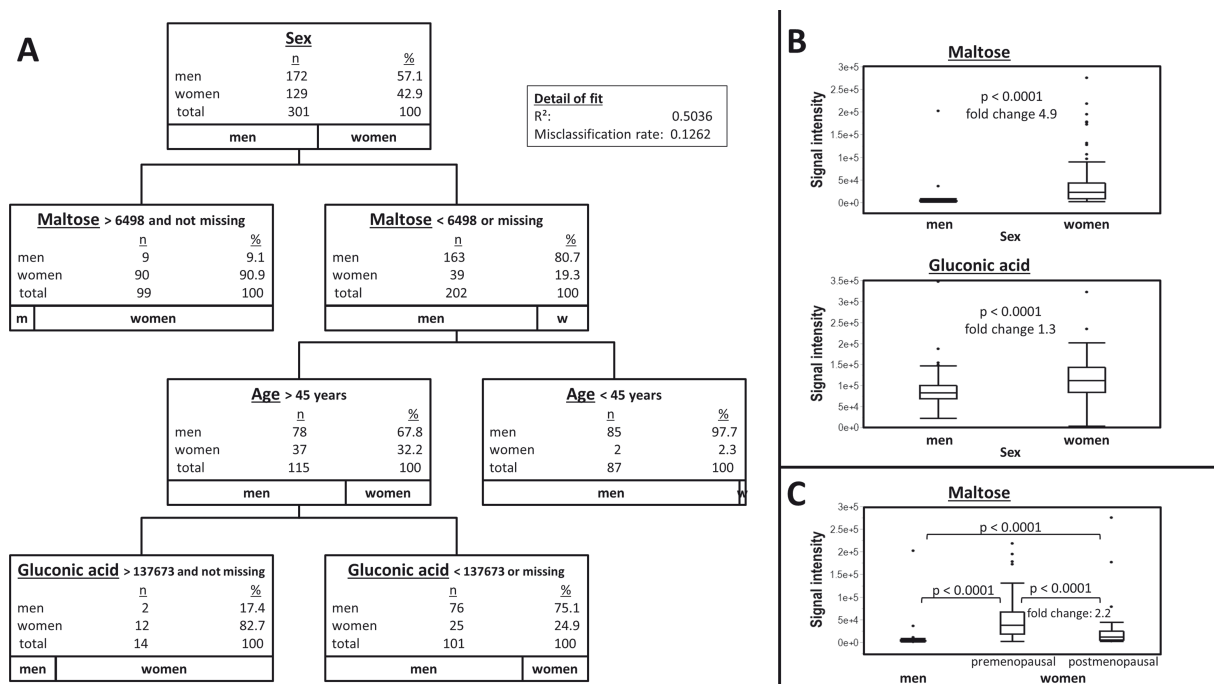 A
Sex
n %
men 172 57.1
women 129 42.9
total 301 100
men women
Detail of fit
R²: 0.5036
Misclassification rate: 0.1262
Maltose > 6498 and not missing
n %
men 9 9.1
women 90 90.9
total 99 100
m women
Maltose < 6498 or missing
n %
men 163 80.7
women 39 19.3
total 202 100
men w
Age > 45 years
n %
men 78 67.8
women 37 32.2
total 115 100
men women
Age < 45 years
n %
men 85 97.7
women 2 2.3
total 87 100
men w
Gluconic acid > 137673 and not missing
n %
men 2 17.4
women 12 82.7
total 14 100
men women
Gluconic acid < 137673 or missing
n %
men 76 75.1
women 25 24.9
total 101 100
men women
B
Maltose
Signal intensity
3e+5
2.5e+5
2e+5
1.5e+5
1e+5
5e+4
0e+0
p < 0.0001
fold change 4.9
men women
Sex
Gluconic acid
Signal intensity
3.5e+5
3e+5
2.5e+5
2e+5
1.5e+5
1e+5
5e+4
0e+0
p < 0.0001
fold change 1.3
men women
Sex
C
Maltose
Signal intensity
3e+5
2.5e+5
2e+5
1.5e+5
1e+5
5e+4
0e+0
p < 0.0001
p < 0.0001 p < 0.0001
fold change: 2.2
premenopausal postmenopausal
men women